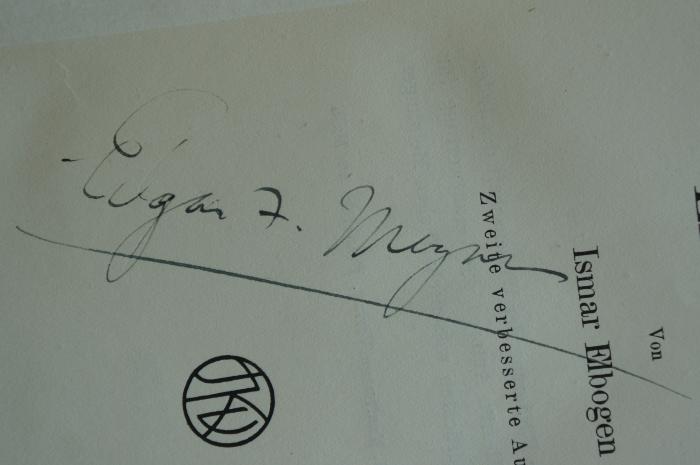 Edgar F. Meyer
Von
Ismar Elbogen
Zweite verbesserte Au